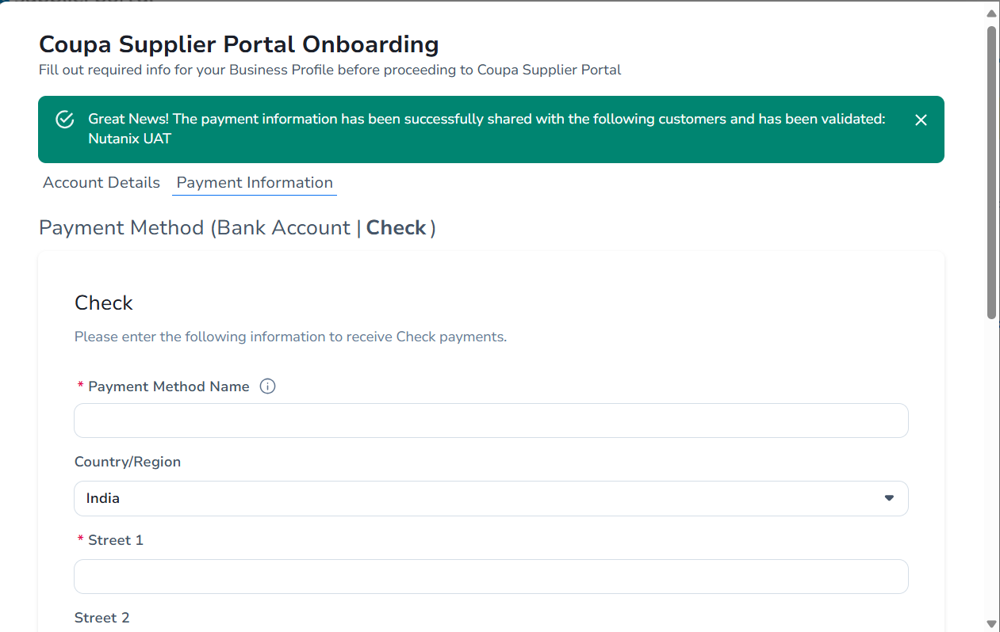 Coupa Supplier Portal Onboarding
Fill out required info for your Business Profile before proceeding to Coupa Supplier Portal
Great News! The payment information has been successfully shared with the following customers and has been validated:
Nutanix UAT
Account Details Payment Information
Payment Method (Bank Account | Check )
Check
Please enter the following information to receive Check payments.
* Payment Method Name
Country/Region
India
* Street 1
Street 2